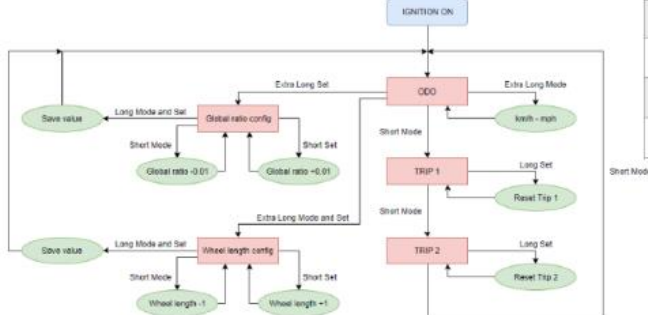 IGNITION ON
Extra Long Set
ODO
Extra Long Mode
Save value
Long Mode and Set
Global ratio config
km/h - mph
Short Mode
Short Set
Short Mode
Global ratio -0.01
Global ratio +0,01
TRIP 1
Long Set
Short Mode
Reset Trip 1
Short Mode
Extra Long Mode and Set
Save value
Long Mode and Set
Wheel length config
TRIP 2
Long Set
Short Mode
Short Set
Reset Trip 2
Wheel length -1
Wheel length +1